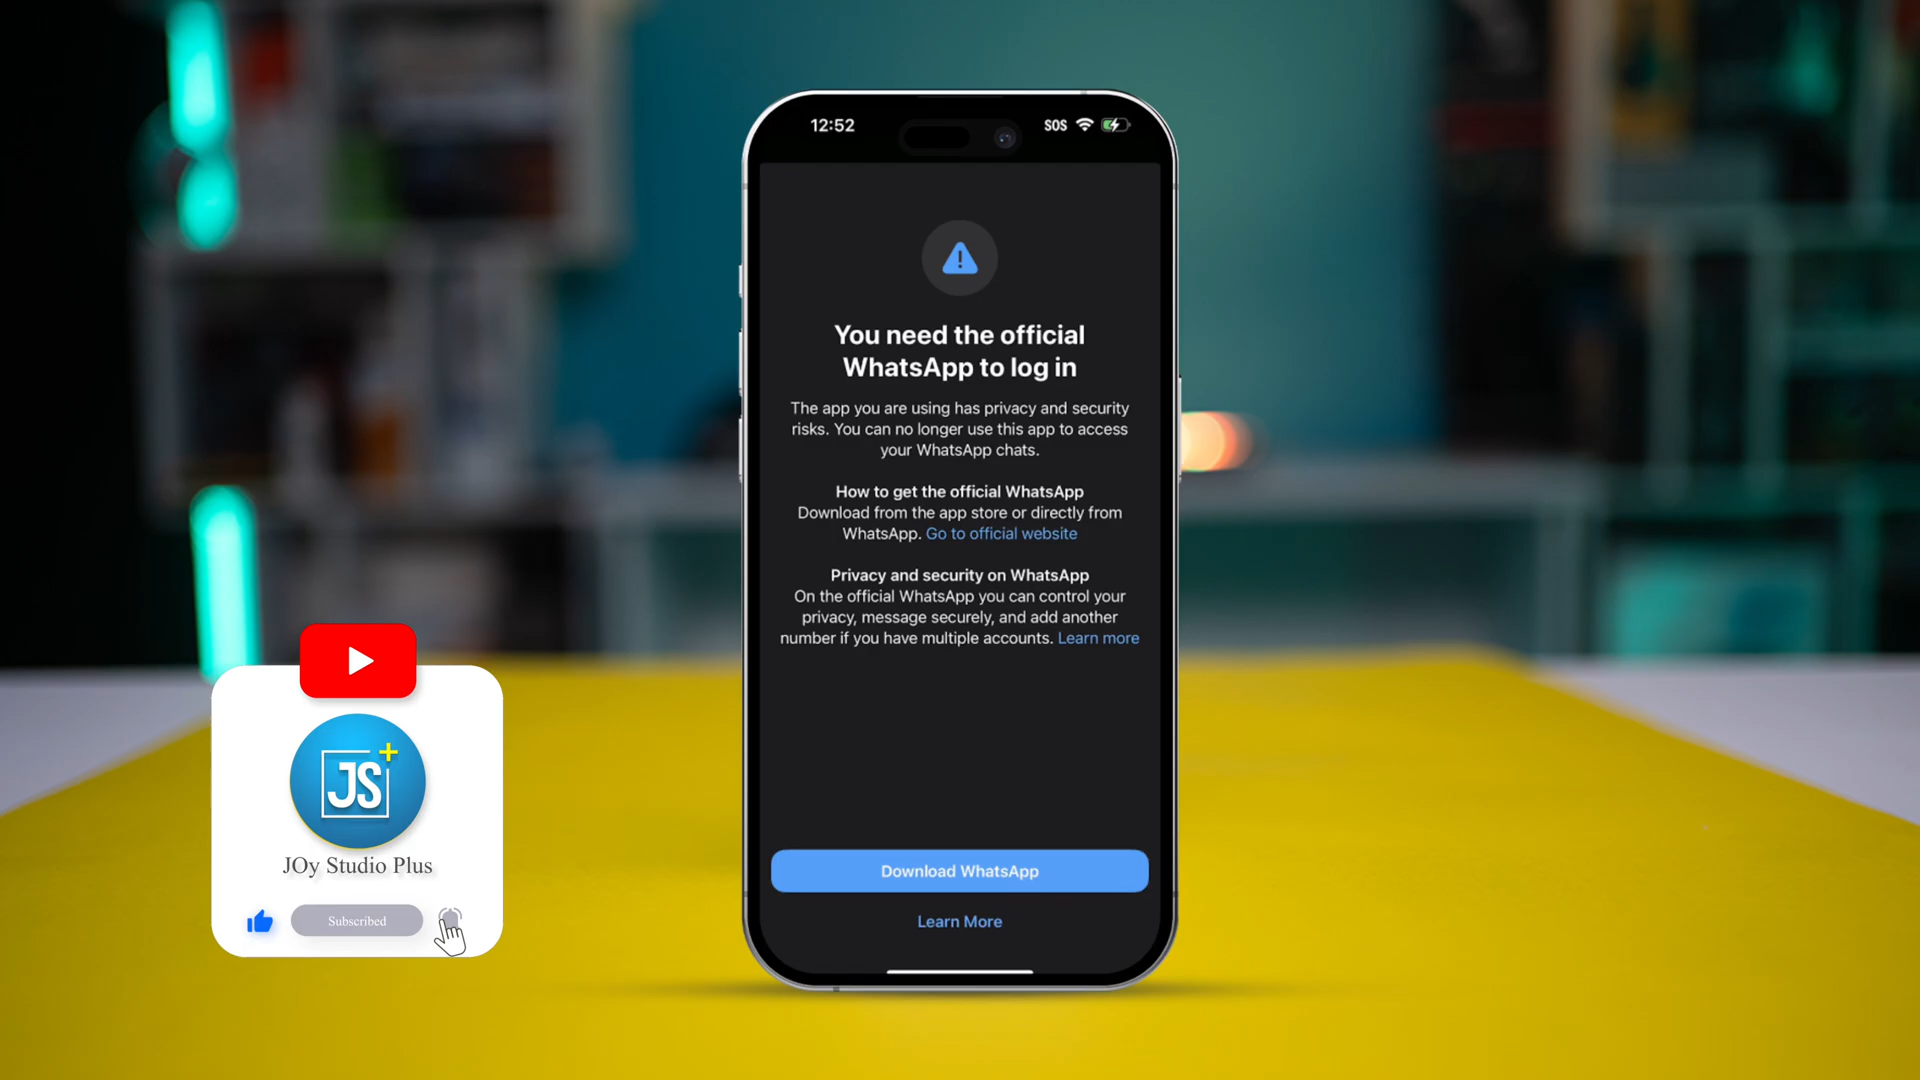 12:52
SOS
You need the official
WhatsApp to log in
The app you are using has privacy and security
risks. You can no longer use this app to access
your WhatsApp chats.
How to get the official WhatsApp
Download from the app store or directly from
WhatsApp. Go to official website
Privacy and security on WhatsApp
On the official WhatsApp you can control your
privacy, message securely, and add another
number if you have multiple accounts. Learn more
Download WhatsApp
Learn More
JS+
JOy Studio Plus
Subscribed